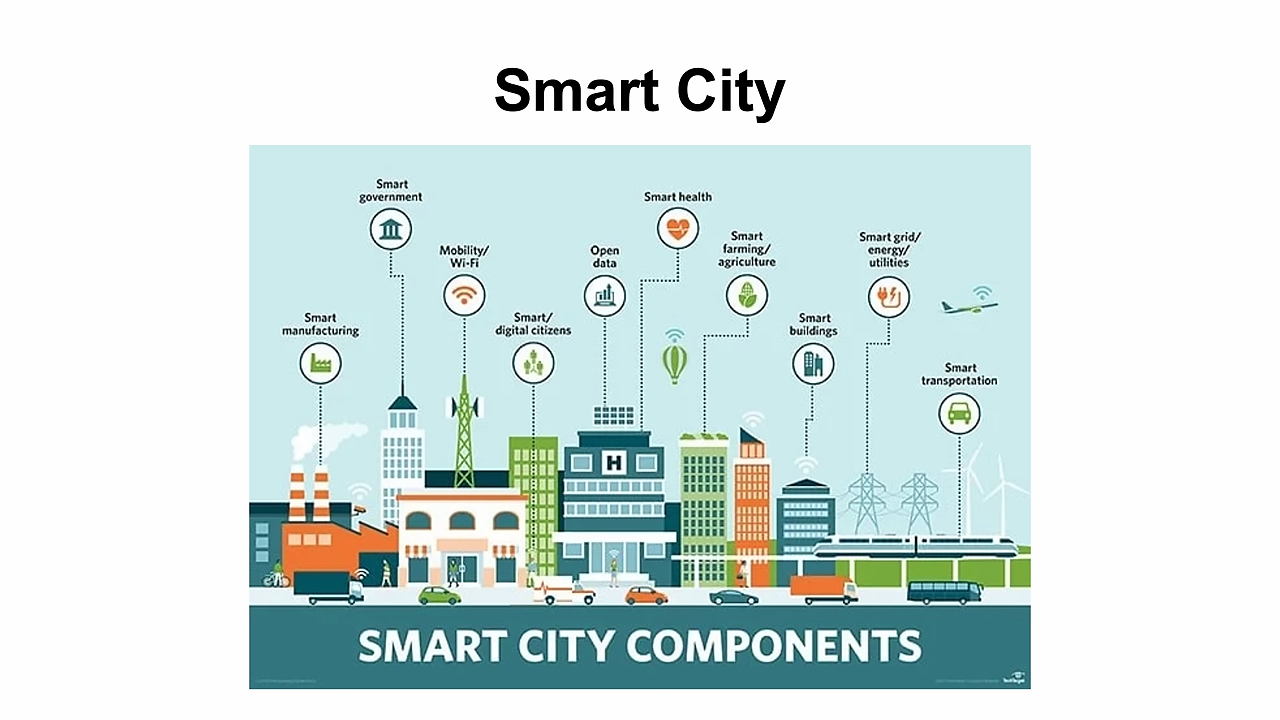 Smart City
Smart
government
Smart health
Mobility/
Wi-Fi
Open
data
Smart
farming/
agriculture
Smart grid/
energy/
utilities
Smart
manufacturing
Smart/
digital citizens
Smart
buildings
Smart
transportation
H
SMART CITY COMPONENTS
TechTarget